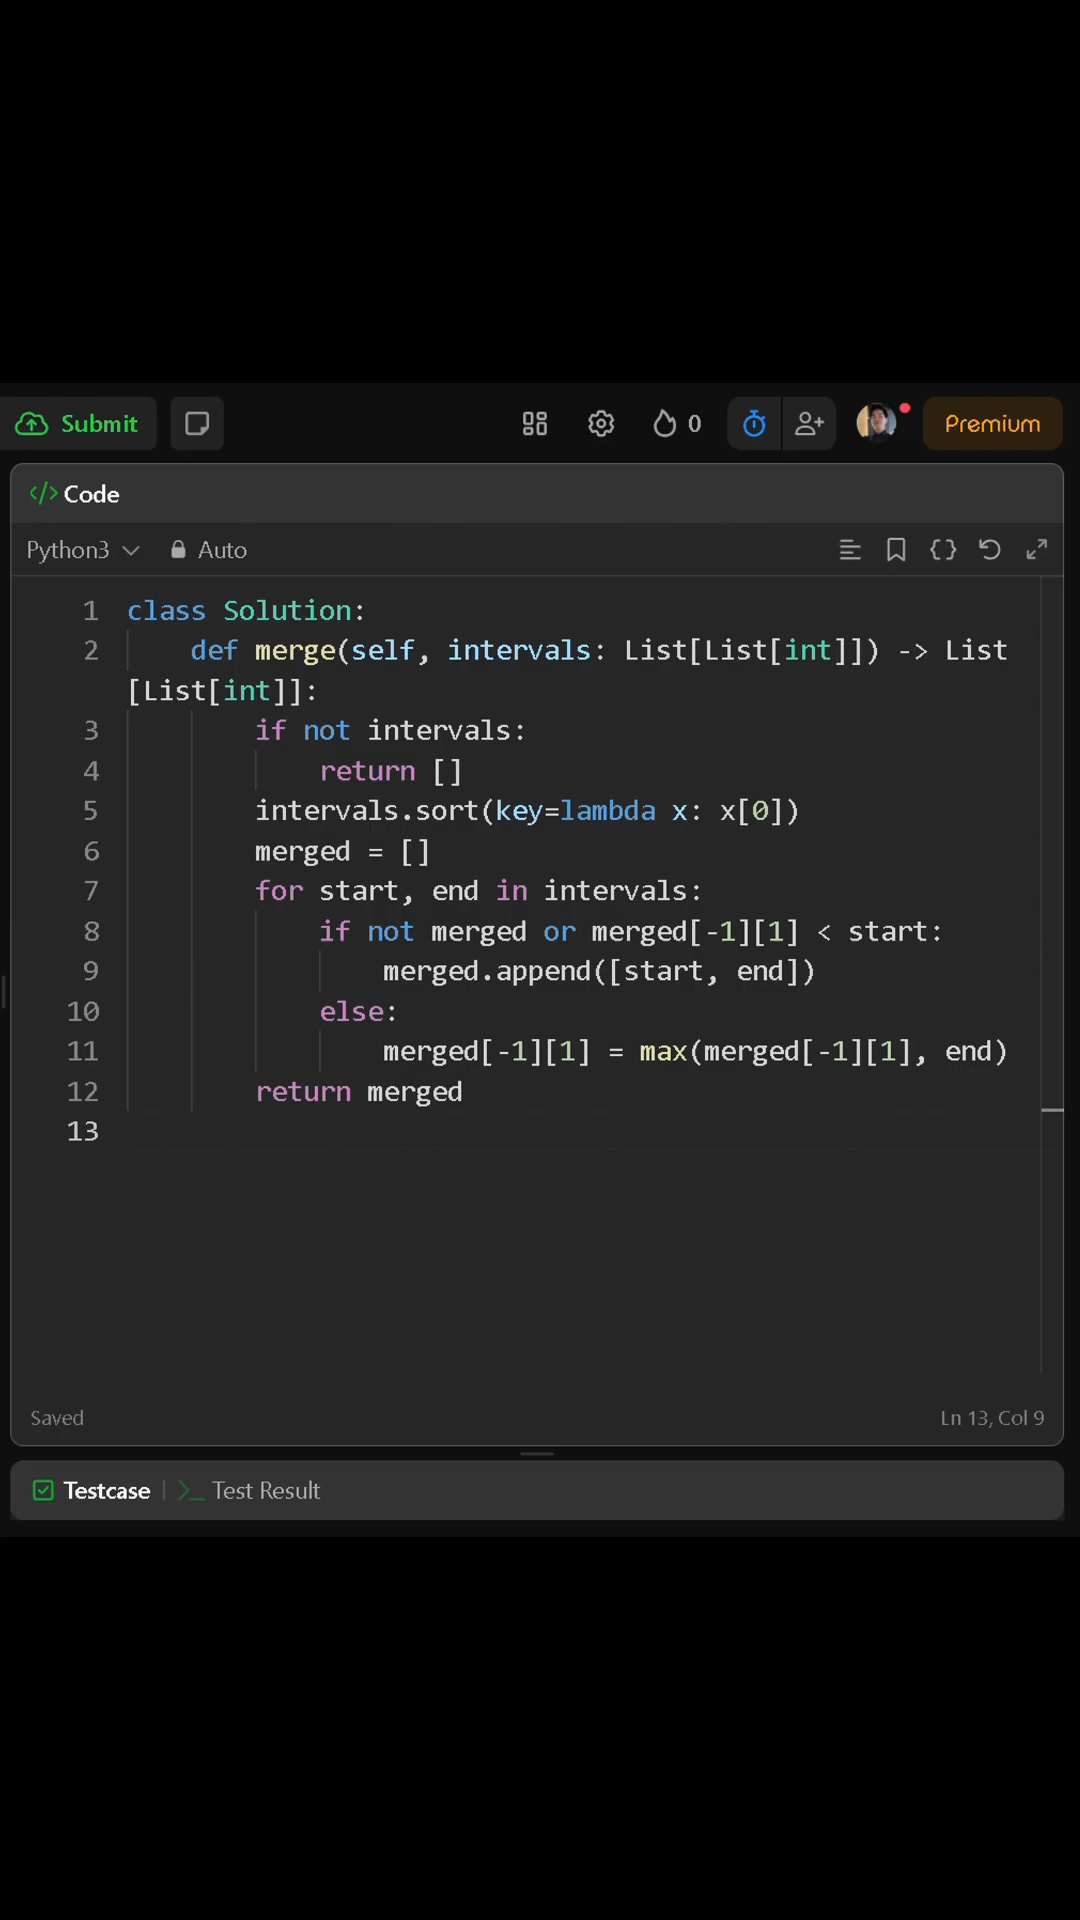 Submit 0 Premium
</> Code
Python3 Auto
1 class Solution:
2 def merge(self, intervals: List[List[int]]) -> List
[List[int]]:
3 if not intervals:
4 return []
5 intervals.sort(key=lambda x: x[0])
6 merged = []
7 for start, end in intervals:
8 if not merged or merged[-1][1] < start:
9 merged.append([start, end])
10 else:
11 merged[-1][1] = max(merged[-1][1], end)
12 return merged
13
Saved Ln 13, Col 9
Testcase | >_ Test Result